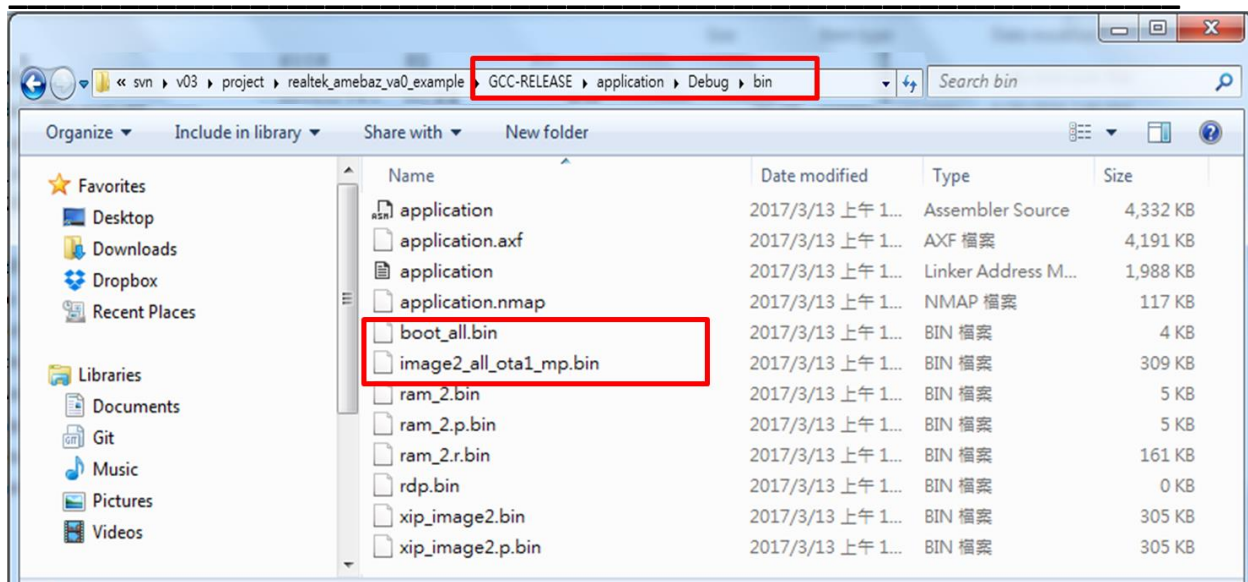 « svn ▸ v03 ▸ project ▸ realtek_amebaz_va0_example ▸ GCC-RELEASE ▸ application ▸ Debug ▸ bin
Search bin
Organize ▼ Include in library ▼ Share with ▼ New folder
Favorites
Desktop
Downloads
Dropbox
Recent Places
Libraries
Documents
Git
Music
Pictures
Videos
Name Date modified Type Size
application 2017/3/13 上午 1... Assembler Source 4,332 KB
application.axf 2017/3/13 上午 1... AXF 檔案 4,191 KB
application 2017/3/13 上午 1... Linker Address M... 1,988 KB
application.nmap 2017/3/13 上午 1... NMAP 檔案 117 KB
boot_all.bin 2017/3/13 上午 1... BIN 檔案 4 KB
image2_all_ota1_mp.bin 2017/3/13 上午 1... BIN 檔案 309 KB
ram_2.bin 2017/3/13 上午 1... BIN 檔案 5 KB
ram_2.p.bin 2017/3/13 上午 1... BIN 檔案 5 KB
ram_2.r.bin 2017/3/13 上午 1... BIN 檔案 161 KB
rdp.bin 2017/3/13 上午 1... BIN 檔案 0 KB
xip_image2.bin 2017/3/13 上午 1... BIN 檔案 305 KB
xip_image2.p.bin 2017/3/13 上午 1... BIN 檔案 305 KB